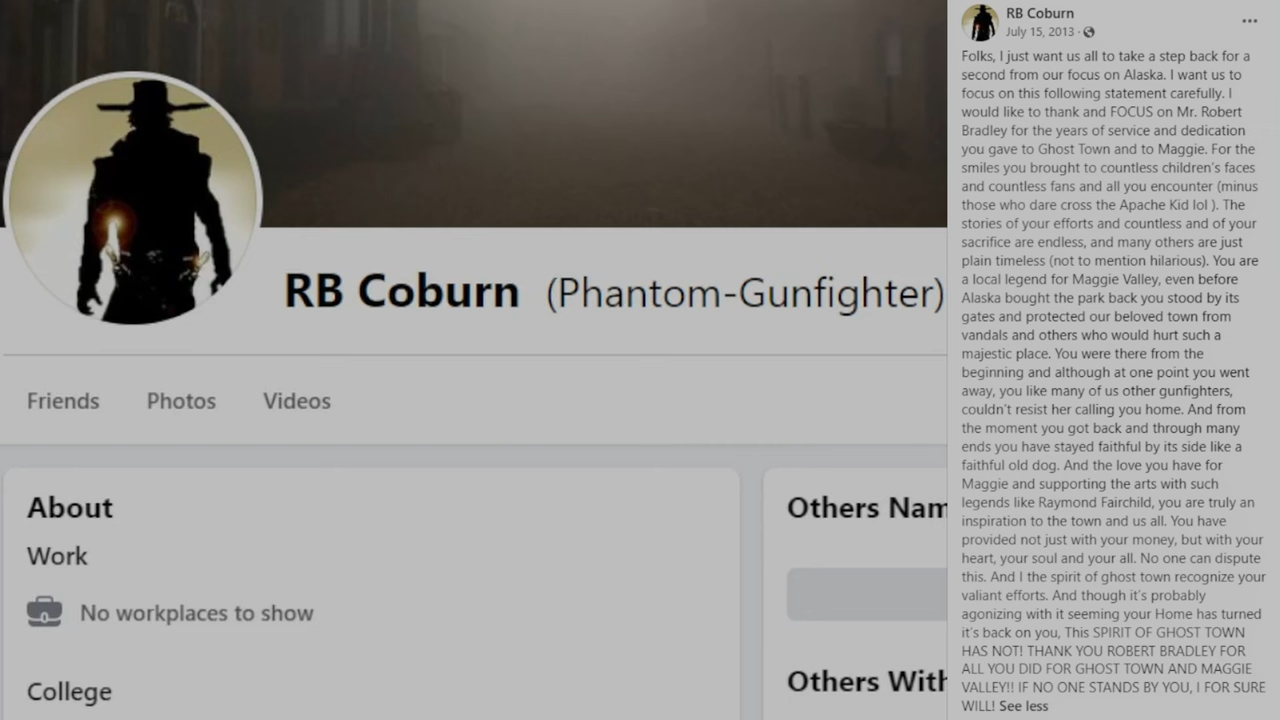 RB Coburn (Phantom-Gunfighter)
Friends Photos Videos
About
Work
No workplaces to show
College
Others Nam
Others With
RB Coburn
July 15, 2013 ·
Folks, I just want us all to take a step back for a
second from our focus on Alaska. I want us to
focus on this following statement carefully. I
would like to thank and FOCUS on Mr. Robert
Bradley for the years of service and dedication
you gave to Ghost Town and to Maggie. For the
smiles you brought to countless children's faces
and countless fans and all you encounter (minus
those who dare cross the Apache Kid lol ). The
stories of your efforts and countless and of your
sacrifice are endless, and many others are just
plain timeless (not to mention hilarious). You are
a local legend for Maggie Valley, even before
Alaska bought the park back you stood by its
gates and protected our beloved town from
vandals and others who would hurt such a
majestic place. You were there from the
beginning and although at one point you went
away, you like many of us other gunfighters,
couldn't resist her calling you home. And from
the moment you got back and through many
ends you have stayed faithful by its side like a
faithful old dog. And the love you have for
Maggie and supporting the arts with such
legends like Raymond Fairchild, you are truly an
inspiration to the town and us all. You have
provided not just with your money, but with your
heart, your soul and your all. No one can dispute
this. And I the spirit of ghost town recognize your
valiant efforts. And though it's probably
agonizing with it seeming your Home has turned
it's back on you, This SPIRIT OF GHOST TOWN
HAS NOT! THANK YOU ROBERT BRADLEY FOR
ALL YOU DID FOR GHOST TOWN AND MAGGIE
VALLEY!! IF NO ONE STANDS BY YOU, I FOR SURE
WILL! See less